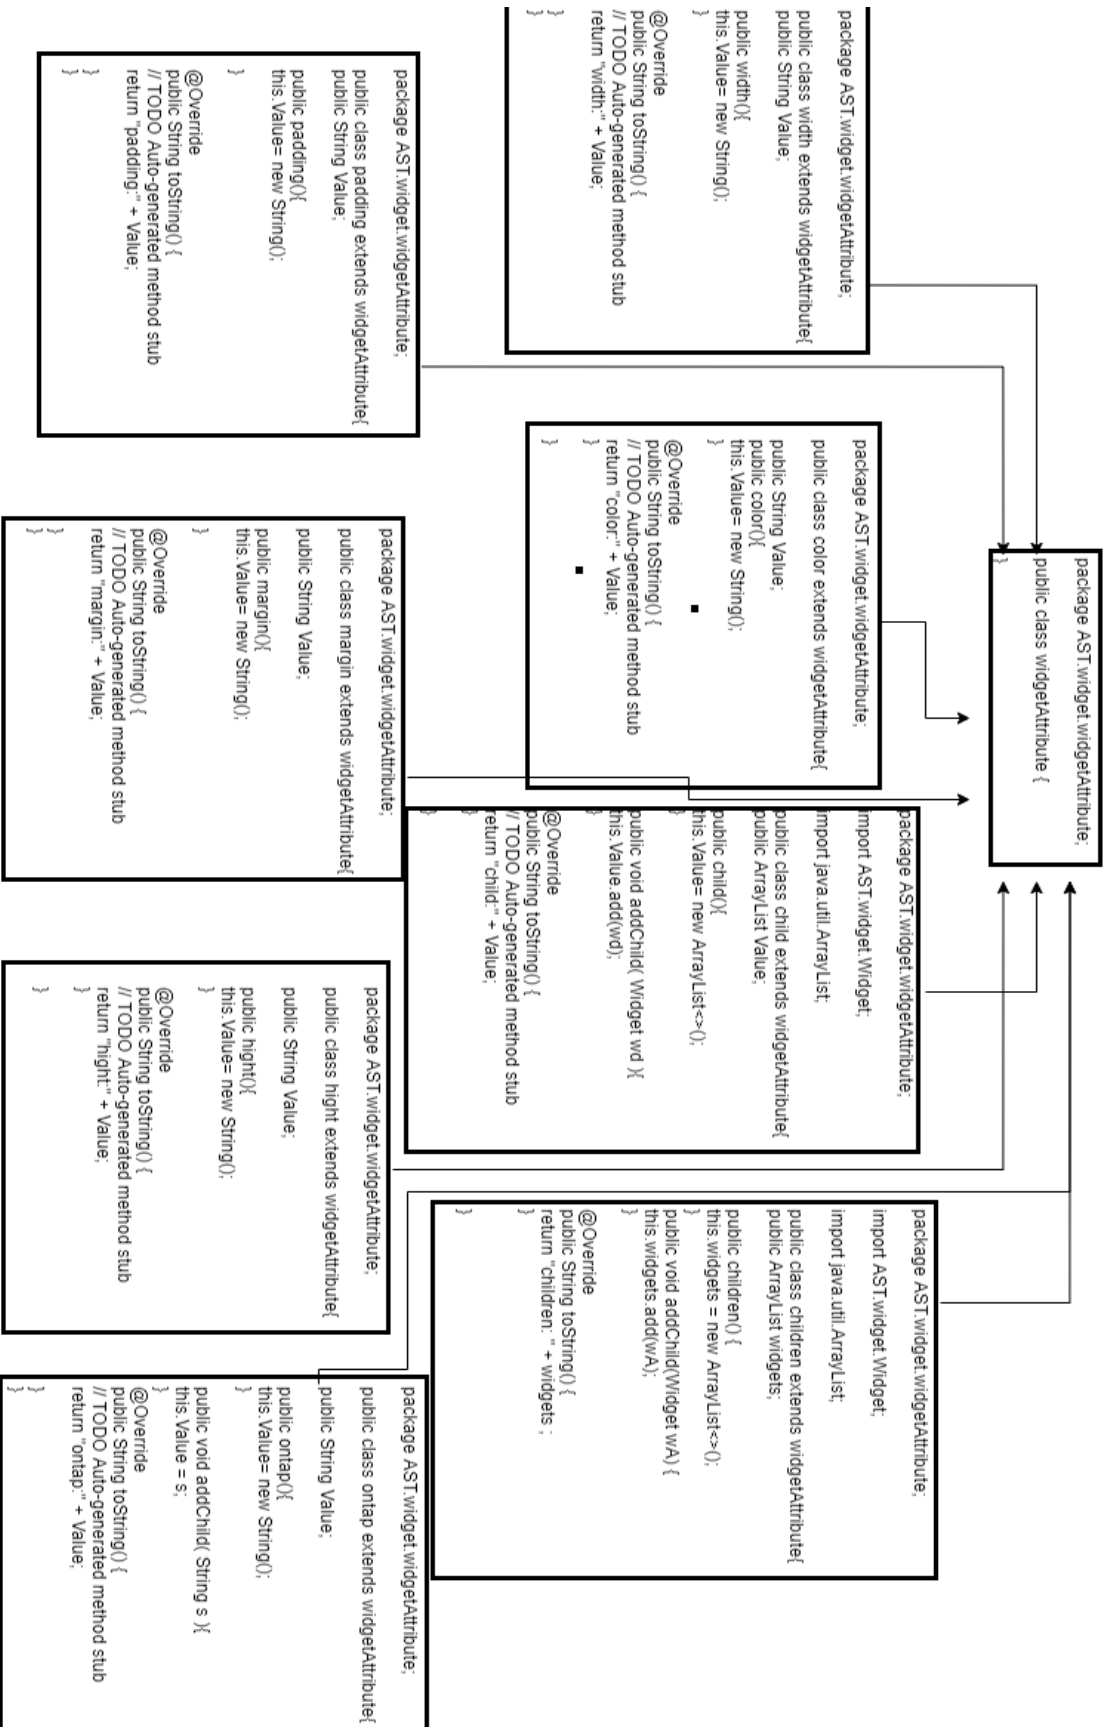 package AST.widget.widgetAttribute;
public class widgetAttribute {
}
package AST.widget.widgetAttribute;
public class width extends widgetAttribute{
public String Value;
public width(){
this.Value= new String();
}
@Override
public String toString() {
// TODO Auto-generated method stub
return "width:" + Value;
}
}
package AST.widget.widgetAttribute;
public class color extends widgetAttribute{
public String Value;
public color(){
this.Value= new String();
}
@Override
public String toString() {
// TODO Auto-generated method stub
return "color:" + Value;
}
}
package AST.widget.widgetAttribute;
import AST.widget.Widget;
import java.util.ArrayList;
public class child extends widgetAttribute{
public ArrayList Value;
public child(){
this.Value= new ArrayList<>();
}
public void addChild( Widget wd ){
this.Value.add(wd);
}
@Override
public String toString() {
// TODO Auto-generated method stub
return "child:" + Value;
}
}
package AST.widget.widgetAttribute;
import AST.widget.Widget;
import java.util.ArrayList;
public class children extends widgetAttribute{
public ArrayList widgets;
public children() {
this.widgets = new ArrayList<>();
}
public void addChild(Widget wA) {
this.widgets.add(wA);
}
@Override
public String toString() {
return "children: " + widgets ;
}
}
package AST.widget.widgetAttribute;
public class padding extends widgetAttribute{
public String Value;
public padding(){
this.Value= new String();
}
@Override
public String toString() {
// TODO Auto-generated method stub
return "padding:" + Value;
}
}
package AST.widget.widgetAttribute;
public class margin extends widgetAttribute{
public String Value;
public margin(){
this.Value= new String();
}
@Override
public String toString() {
// TODO Auto-generated method stub
return "margin:" + Value;
}
}
package AST.widget.widgetAttribute;
public class hight extends widgetAttribute{
public String Value;
public hight(){
this.Value= new String();
}
@Override
public String toString() {
// TODO Auto-generated method stub
return "hight:" + Value;
}
}
package AST.widget.widgetAttribute;
public class ontap extends widgetAttribute{
public String Value;
public ontap(){
this.Value= new String();
}
public void addChild( String s ){
this.Value = s;
}
@Override
public String toString() {
// TODO Auto-generated method stub
return "ontap:" + Value;
}
}